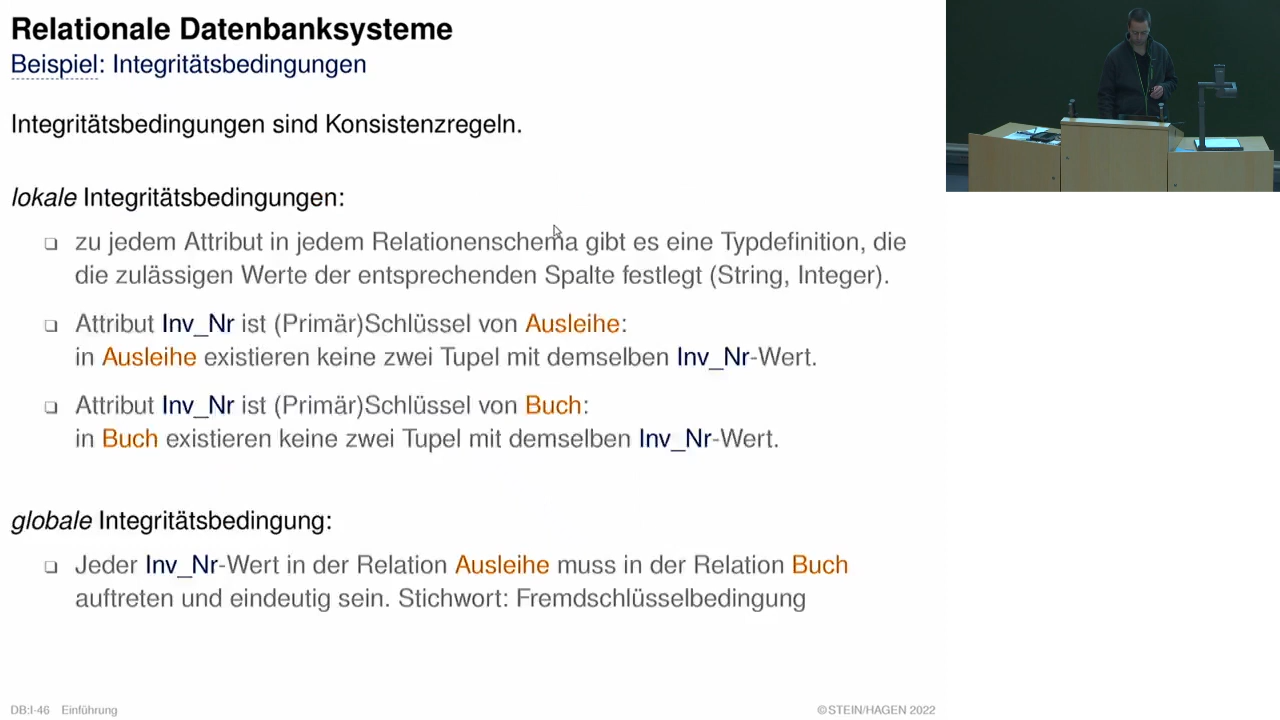 Relationale Datenbanksysteme
Beispiel: Integritätsbedingungen
Integritätsbedingungen sind Konsistenzregeln.
lokale Integritätsbedingungen:
❑ zu jedem Attribut in jedem Relationenschema gibt es eine Typdefinition, die
die zulässigen Werte der entsprechenden Spalte festlegt (String, Integer).
❑ Attribut Inv_Nr ist (Primär)Schlüssel von Ausleihe:
in Ausleihe existieren keine zwei Tupel mit demselben Inv_Nr-Wert.
❑ Attribut Inv_Nr ist (Primär)Schlüssel von Buch:
in Buch existieren keine zwei Tupel mit demselben Inv_Nr-Wert.
globale Integritätsbedingung:
❑ Jeder Inv_Nr-Wert in der Relation Ausleihe muss in der Relation Buch
auftreten und eindeutig sein. Stichwort: Fremdschlüsselbedingung
DB:I-46 Einführung ©STEIN/HAGEN 2022